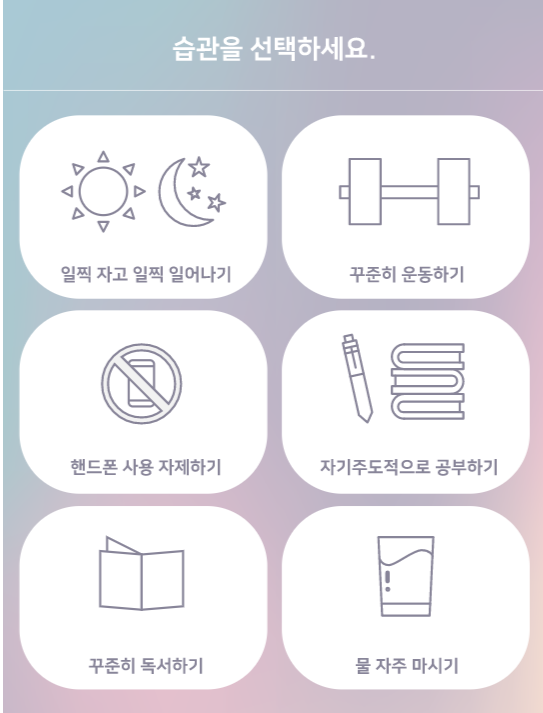 습관을 선택하세요.
일찍 자고 일찍 일어나기
꾸준히 운동하기
핸드폰 사용 자제하기
자기주도적으로 공부하기
꾸준히 독서하기
물 자주 마시기